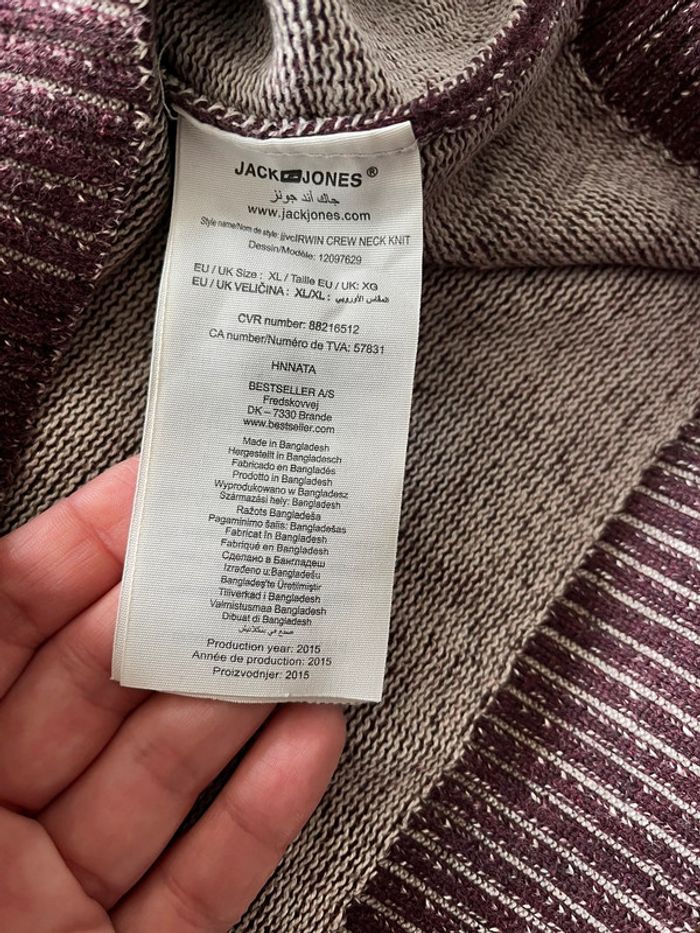 JACK JONES ®
جاك أند جونز
www.jackjones.com
Style name/Nom de style: jjvcIRWIN CREW NECK KNIT
Dessin/Modèle: 12097629
EU / UK Size : XL / Taille EU / UK: XG
EU / UK VELIČINA : XL/XL : المقاس الأوروبي
CVR number: 88216512
CA number/Numéro de TVA: 57831
HNNATA
BESTSELLER A/S
Fredskovvej
DK – 7330 Brande
www.bestseller.com
Made in Bangladesh
Hergestellt in Bangladesch
Fabricado en Bangladés
Prodotto in Bangladesh
Wyprodukowano w Bangladesz
Származási hely: Bangladesh
Ražots Bangladeša
Pagaminimo šalis: Bangladešas
Fabricat în Bangladesh
Fabriqué en Bangladesh
Сделано в Бангладеш
Izrađeno u: Bangladešu
Bangladeş'te Üretilmiştir
Tillverkad i Bangladesh
Valmistusmaa Bangladesh
Dibuat di Bangladesh
صنع في بنكلاديش
Production year: 2015
Année de production: 2015
Proizvodnjer: 2015